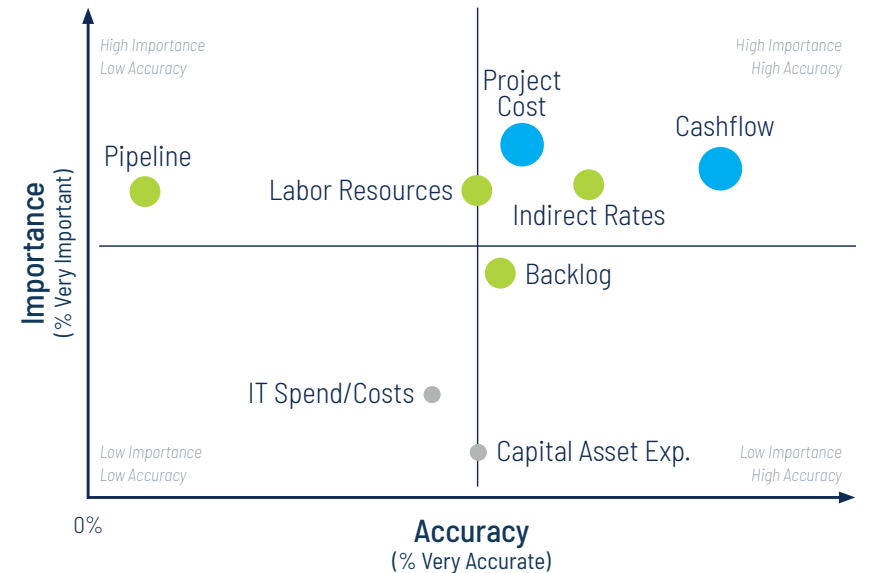 High Importance
Low Accuracy
High Importance
High Accuracy
Project
Cost
Cashflow
Pipeline
Labor Resources
Indirect Rates
Importance
(% Very Important)
Backlog
IT Spend/Costs
Capital Asset Exp.
Low Importance
Low Accuracy
Low Importance
High Accuracy
0%
Accuracy
(% Very Accurate)